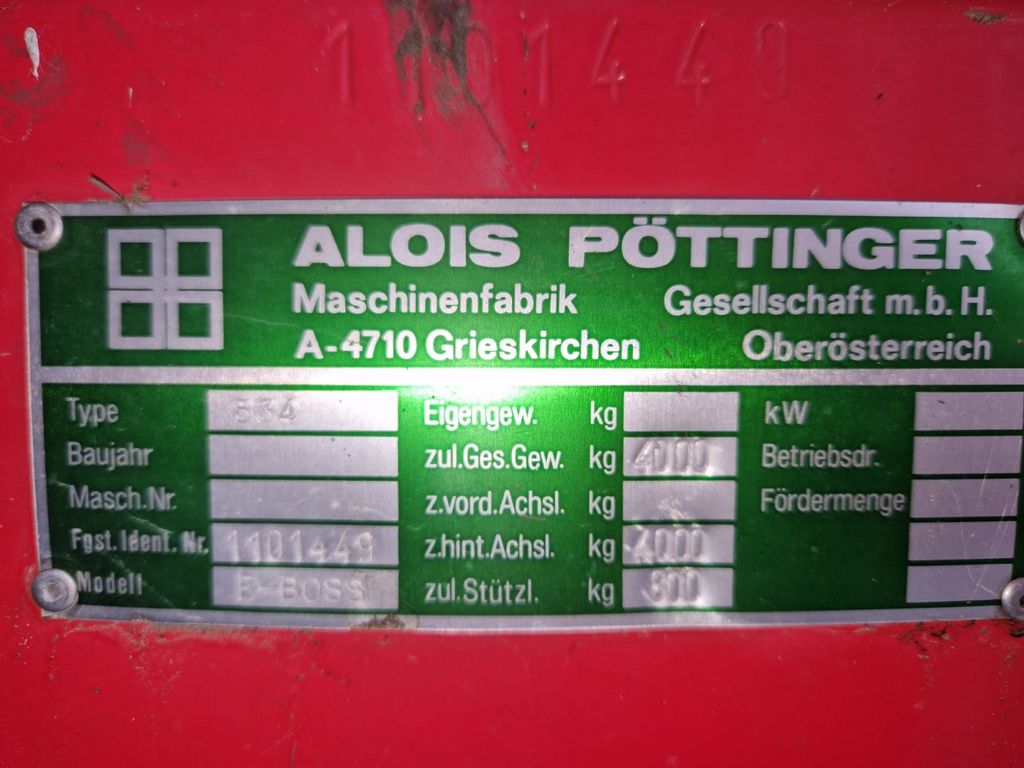 1101449
ALOIS PÖTTINGER
Maschinenfabrik Gesellschaft m.b.H.
A-4710 Grieskirchen Oberösterreich
Type 534 Eigengew. kg kW
Baujahr zul.Ges.Gew. kg 4000 Betriebsdr.
Masch.Nr. z.vord.Achsl. kg Fördermenge
Fgst.Ident.Nr. 1101449 z.hint.Achsl. kg 4000
Modell E-BOSS zul.Stützl. kg 800